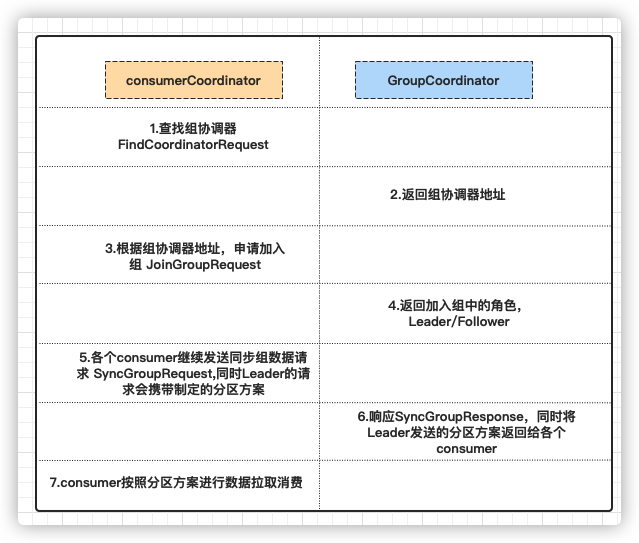 consumerCoordinator
GroupCoordinator
1.查找组协调器
FindCoordinatorRequest
2.返回组协调器地址
3.根据组协调器地址，申请加入
组 JoinGroupRequest
4.返回加入组中的角色，
Leader/Follower
5.各个consumer继续发送同步组数据请
求 SyncGroupRequest,同时Leader的请
求会携带制定的分区方案
6.响应SyncGroupResponse，同时将
Leader发送的分区方案返回给各个
consumer
7.consumer按照分区方案进行数据拉取消费